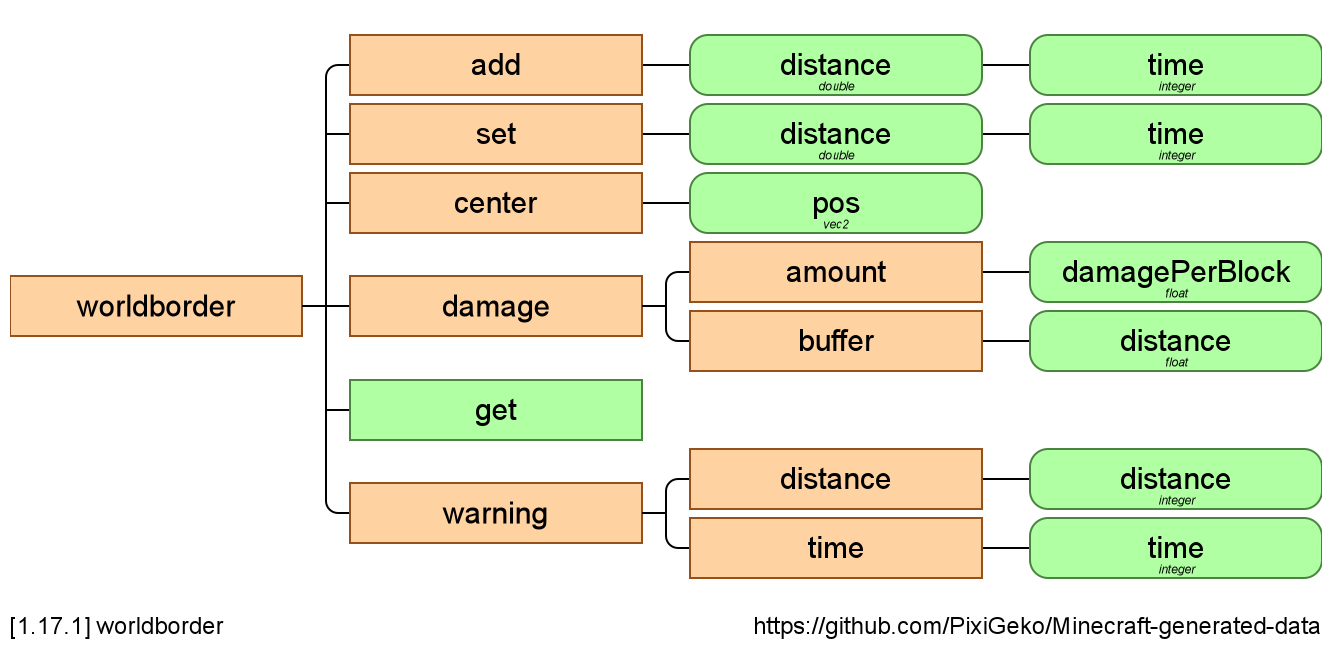 add
distance
double
time
integer
set
distance
double
time
integer
center
pos
vec2
worldborder
damage
amount
damagePerBlock
float
buffer
distance
float
get
warning
distance
distance
integer
time
time
integer
[1.17.1] worldborder
https://github.com/PixiGeko/Minecraft-generated-data